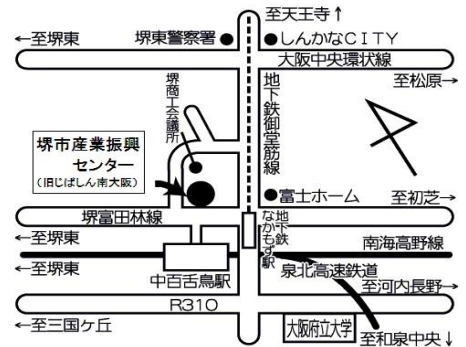 至天王寺↑
←至堺東
堺東警察署
しんかなCITY
大阪中央環状線
至松原→
堺商工会議所
地下鉄御堂筋線
堺市産業振興
センター
(旧じばしん南大阪)
富士ホーム
至初芝→
堺富田林線
地下鉄
なかもず駅
←至堺東
南海高野線
←至堺東
中百舌鳥駅
泉北高速鉄道
至河内長野→
R310
←至三国ケ丘
大阪府立大学
至和泉中央↓